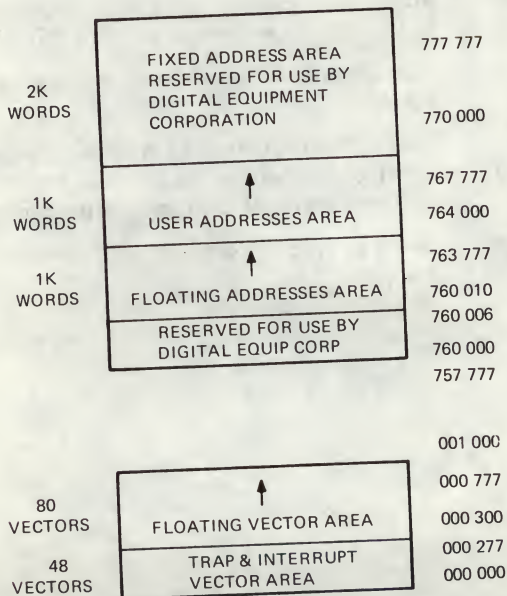 FIXED ADDRESS AREA
RESERVED FOR USE BY
DIGITAL EQUIPMENT
CORPORATION
2K
WORDS
777 777
770 000
1K
WORDS
USER ADDRESSES AREA
767 777
764 000
1K
WORDS
FLOATING ADDRESSES AREA
763 777
760 010
RESERVED FOR USE BY
DIGITAL EQUIP CORP
760 006
760 000
757 777
001 000
80
VECTORS
FLOATING VECTOR AREA
000 777
000 300
48
VECTORS
TRAP & INTERRUPT
VECTOR AREA
000 277
000 000